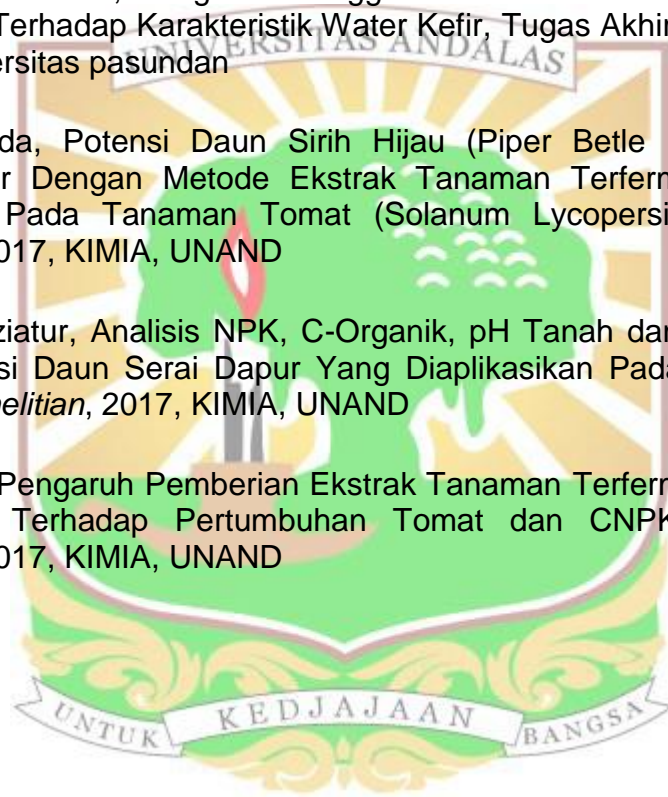 Terhadap Karakteristik Water Kefir, Tugas Akhir
ersitas pasundan
UNIVERSITAS ANDALAS
da, Potensi Daun Sirih Hijau (Piper Betle
r Dengan Metode Ekstrak Tanaman Terferm
Pada Tanaman Tomat (Solanum Lycopersi
017, KIMIA, UNAND
ziatur, Analisis NPK, C-Organik, pH Tanah dan
si Daun Serai Dapur Yang Diaplikasikan Pada
nelitian, 2017, KIMIA, UNAND
Pengaruh Pemberian Ekstrak Tanaman Terferm
Terhadap Pertumbuhan Tomat dan CNPK
017, KIMIA, UNAND
UNTUK KEDJAJAAN BANGSA